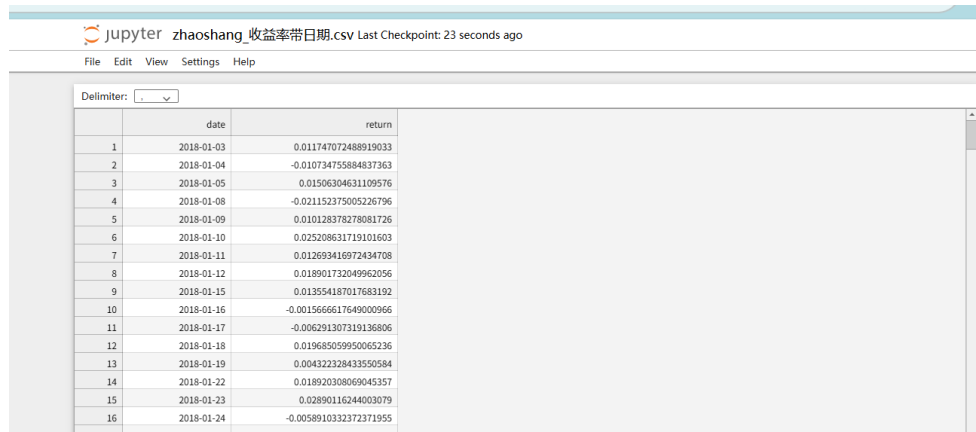 jupyter zhaoshang_收益率带日期.csv Last Checkpoint: 23 seconds ago
File Edit View Settings Help
Delimiter: ,
date return
1 2018-01-03 0.011747072488919033
2 2018-01-04 -0.010734755884837363
3 2018-01-05 0.01506304631109576
4 2018-01-08 -0.021152375005226796
5 2018-01-09 0.010128378278081726
6 2018-01-10 0.025208631719101603
7 2018-01-11 0.012693416972434708
8 2018-01-12 0.018901732049962056
9 2018-01-15 0.013554187017683192
10 2018-01-16 -0.0015666617649000966
11 2018-01-17 -0.006291307319136806
12 2018-01-18 0.019685059950065236
13 2018-01-19 0.004322328433550584
14 2018-01-22 0.018920308069045357
15 2018-01-23 0.02890116244003079
16 2018-01-24 -0.0058910332372371955